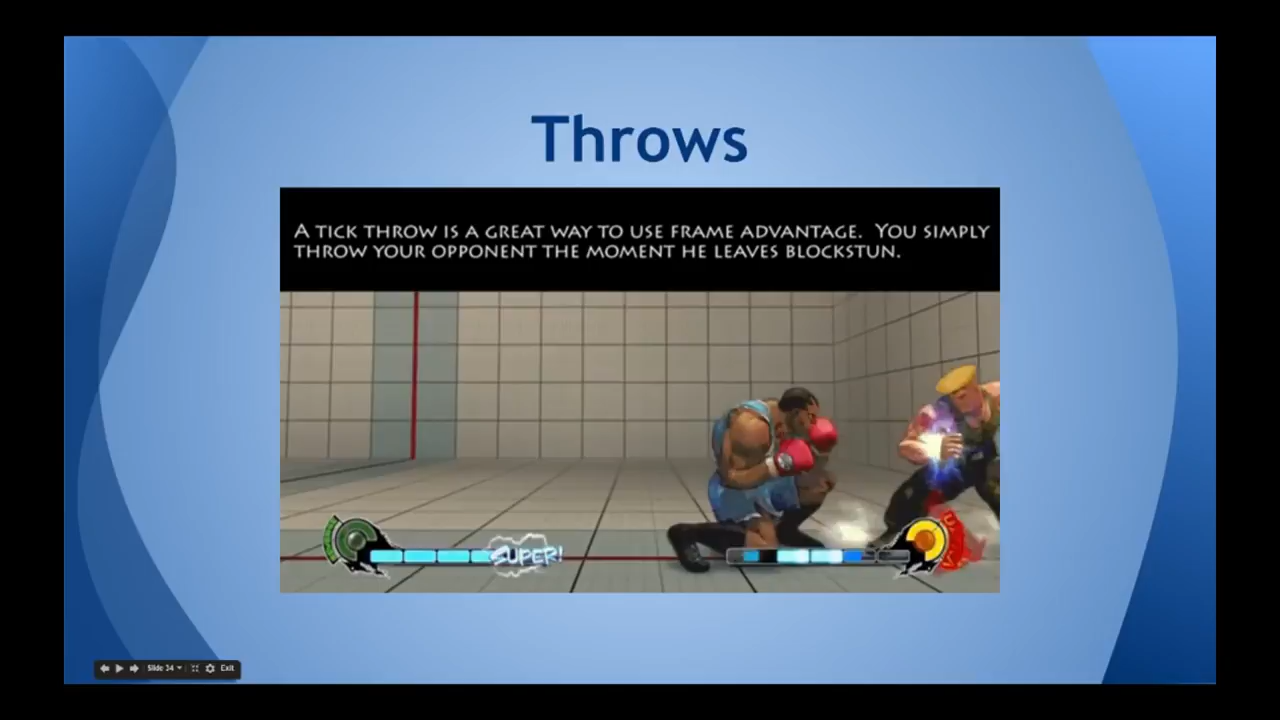 Throws
A TICK THROW IS A GREAT WAY TO USE FRAME ADVANTAGE. YOU SIMPLY
THROW YOUR OPPONENT THE MOMENT HE LEAVES BLOCKSTUN.
SUPER!
Slide 34 Exit